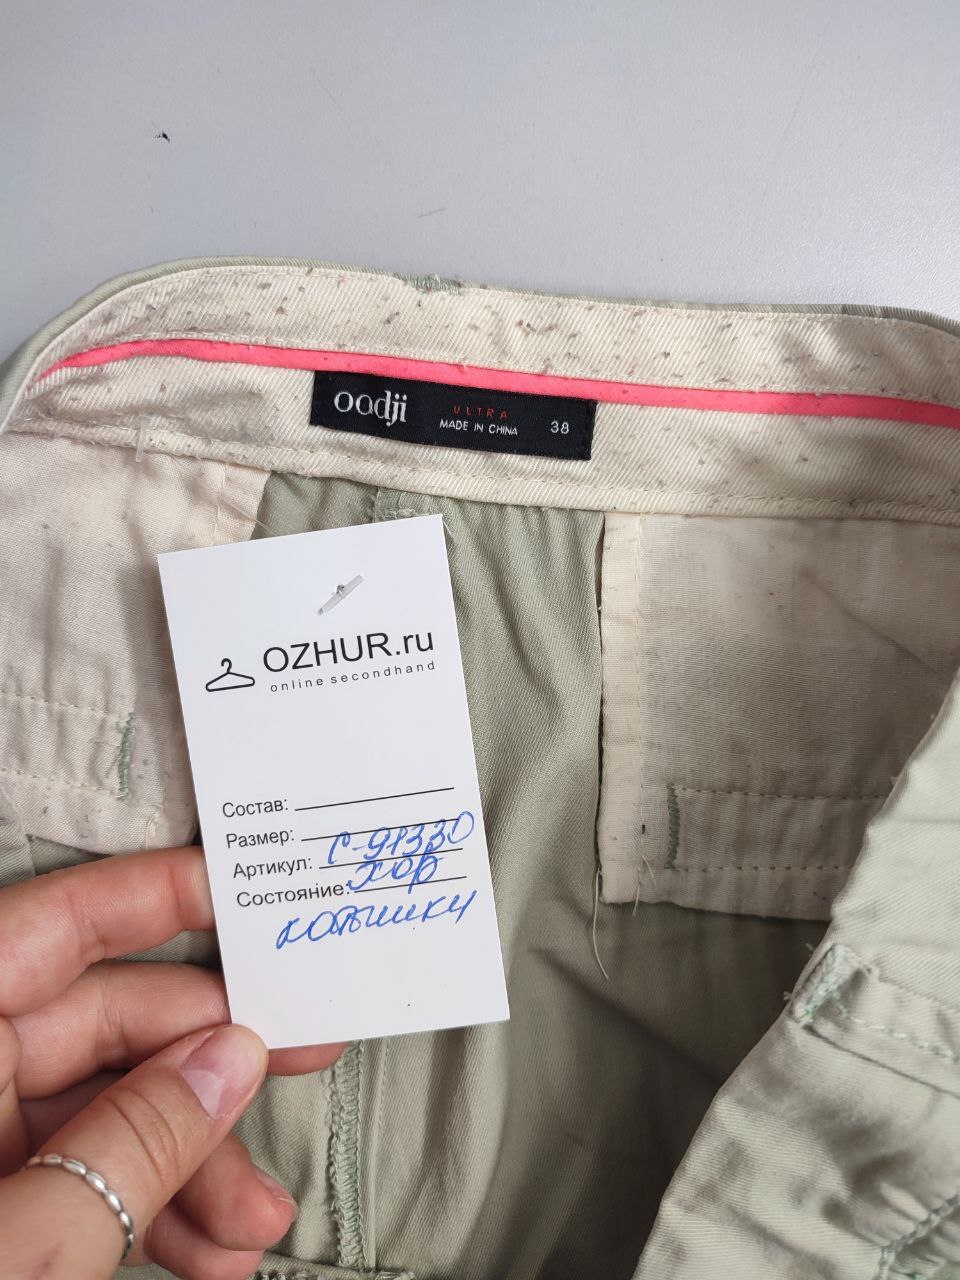 oodji
ULTRA
MADE IN CHINA
38
OZHUR.ru
online secondhand
Состав:
Размер:
Артикул: С-91330
Состояние: хор
катышки